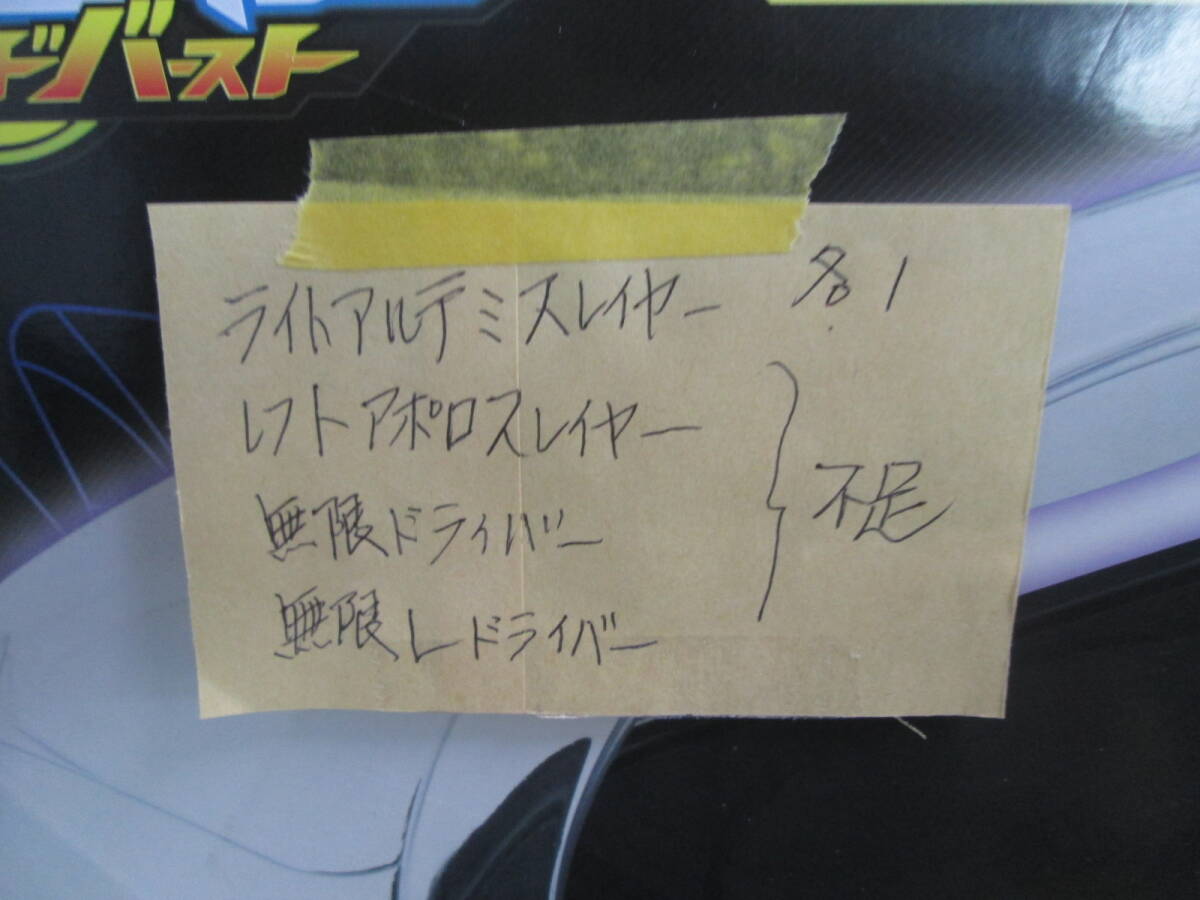 ドバースト
ライトアルテミスレイヤー 各1
レフトアポロスレイヤー
不足
無限ドライバー
無限Lドライバー